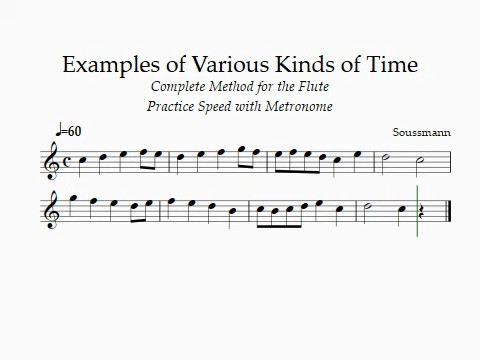 Examples of Various Kinds of Time
Complete Method for the Flute
Practice Speed with Metronome
♩=60
Soussmann